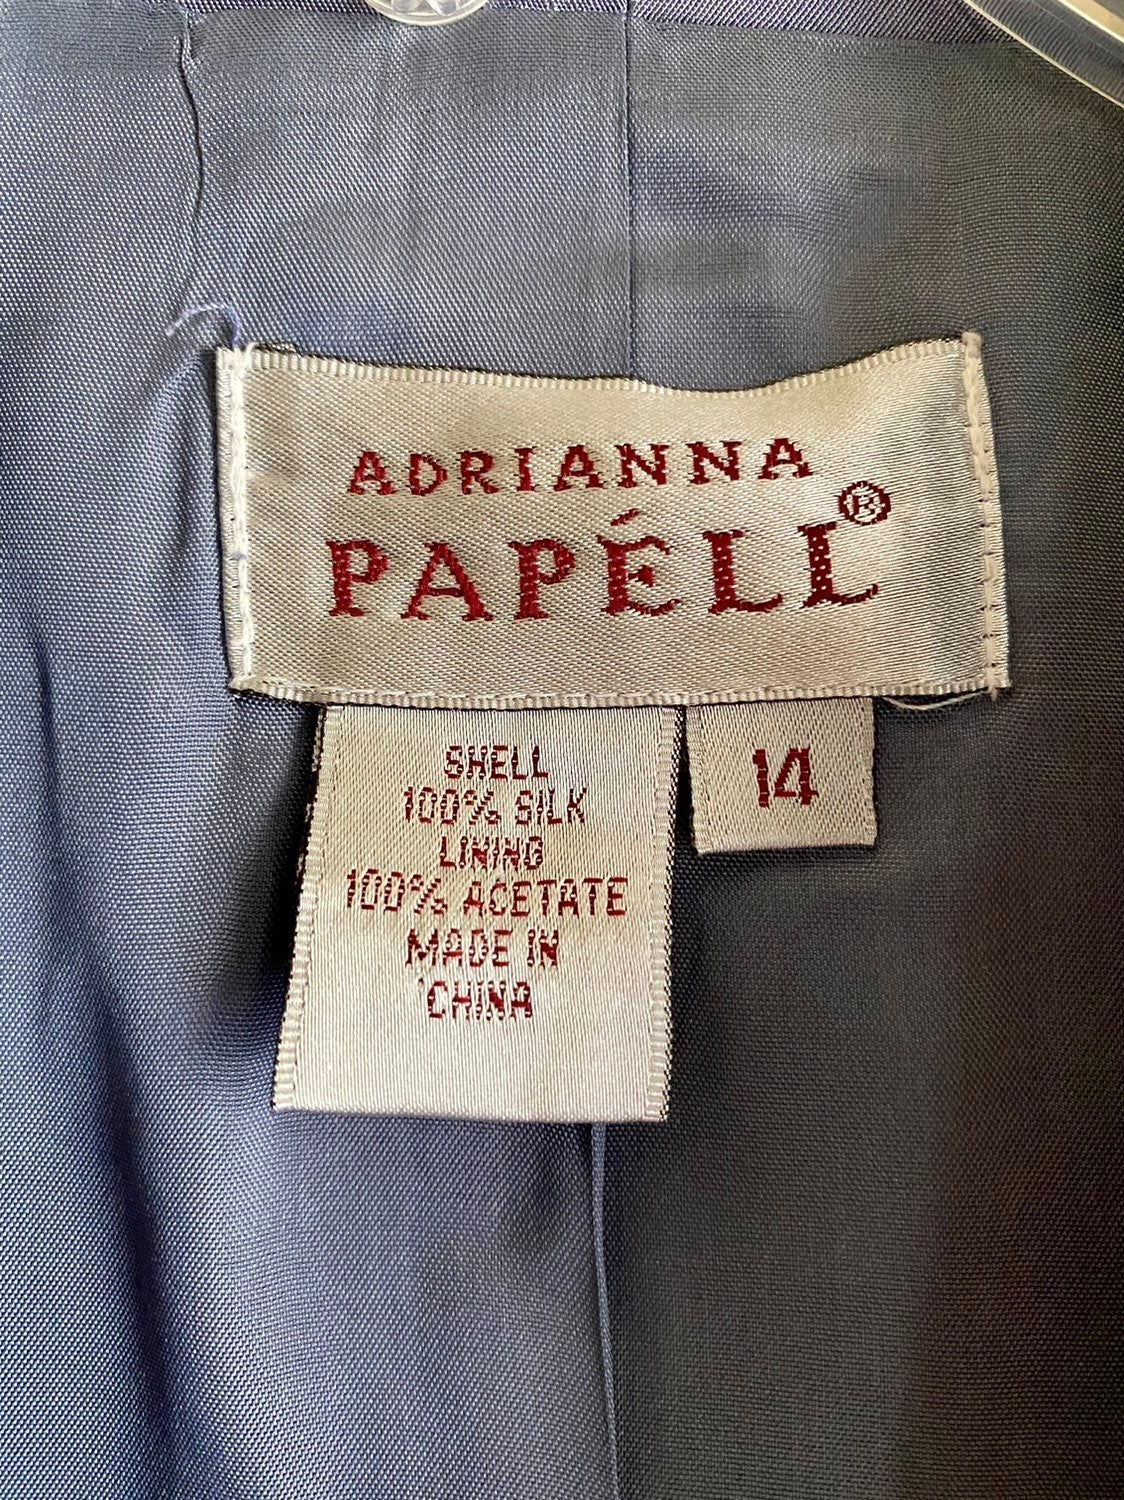 ADRIANNA
PAPÉLL®
SHELL
100% SILK
LINING
100% ACETATE
MADE IN
CHINA
14